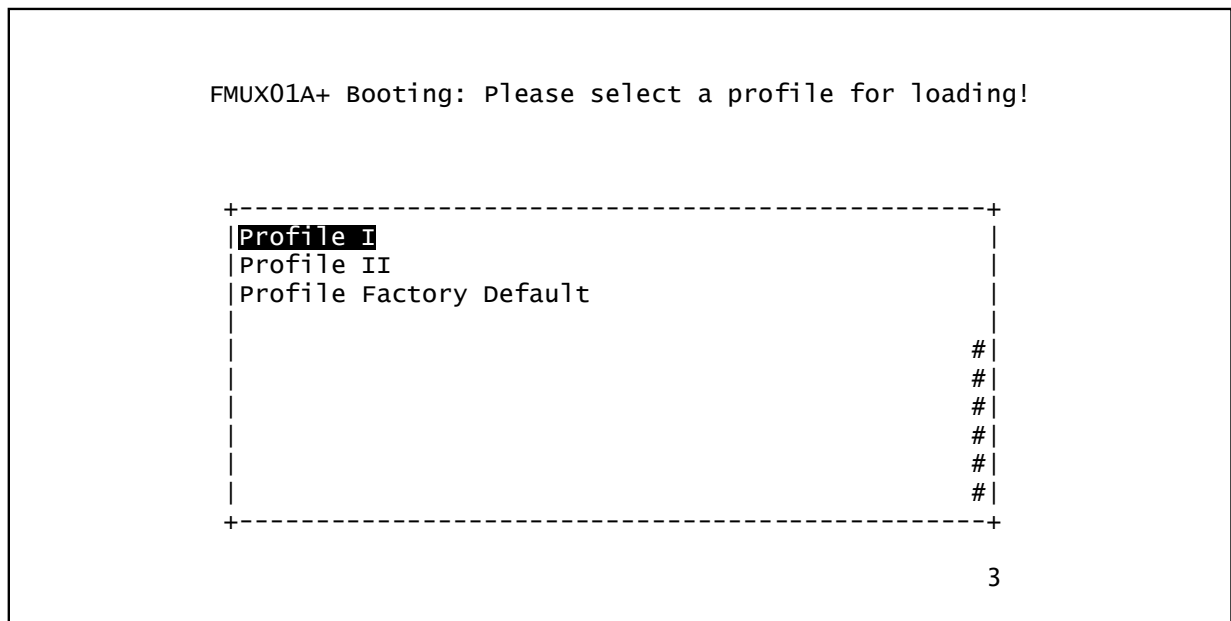 FMUX01A+ Booting: Please select a profile for loading!
+-------------------------------------------------+
|Profile I                                        |
|Profile II                                       |
|Profile Factory Default                          |
|                                                 |
|                                                #|
|                                                #|
|                                                #|
|                                                #|
|                                                #|
|                                                #|
+-------------------------------------------------+
3